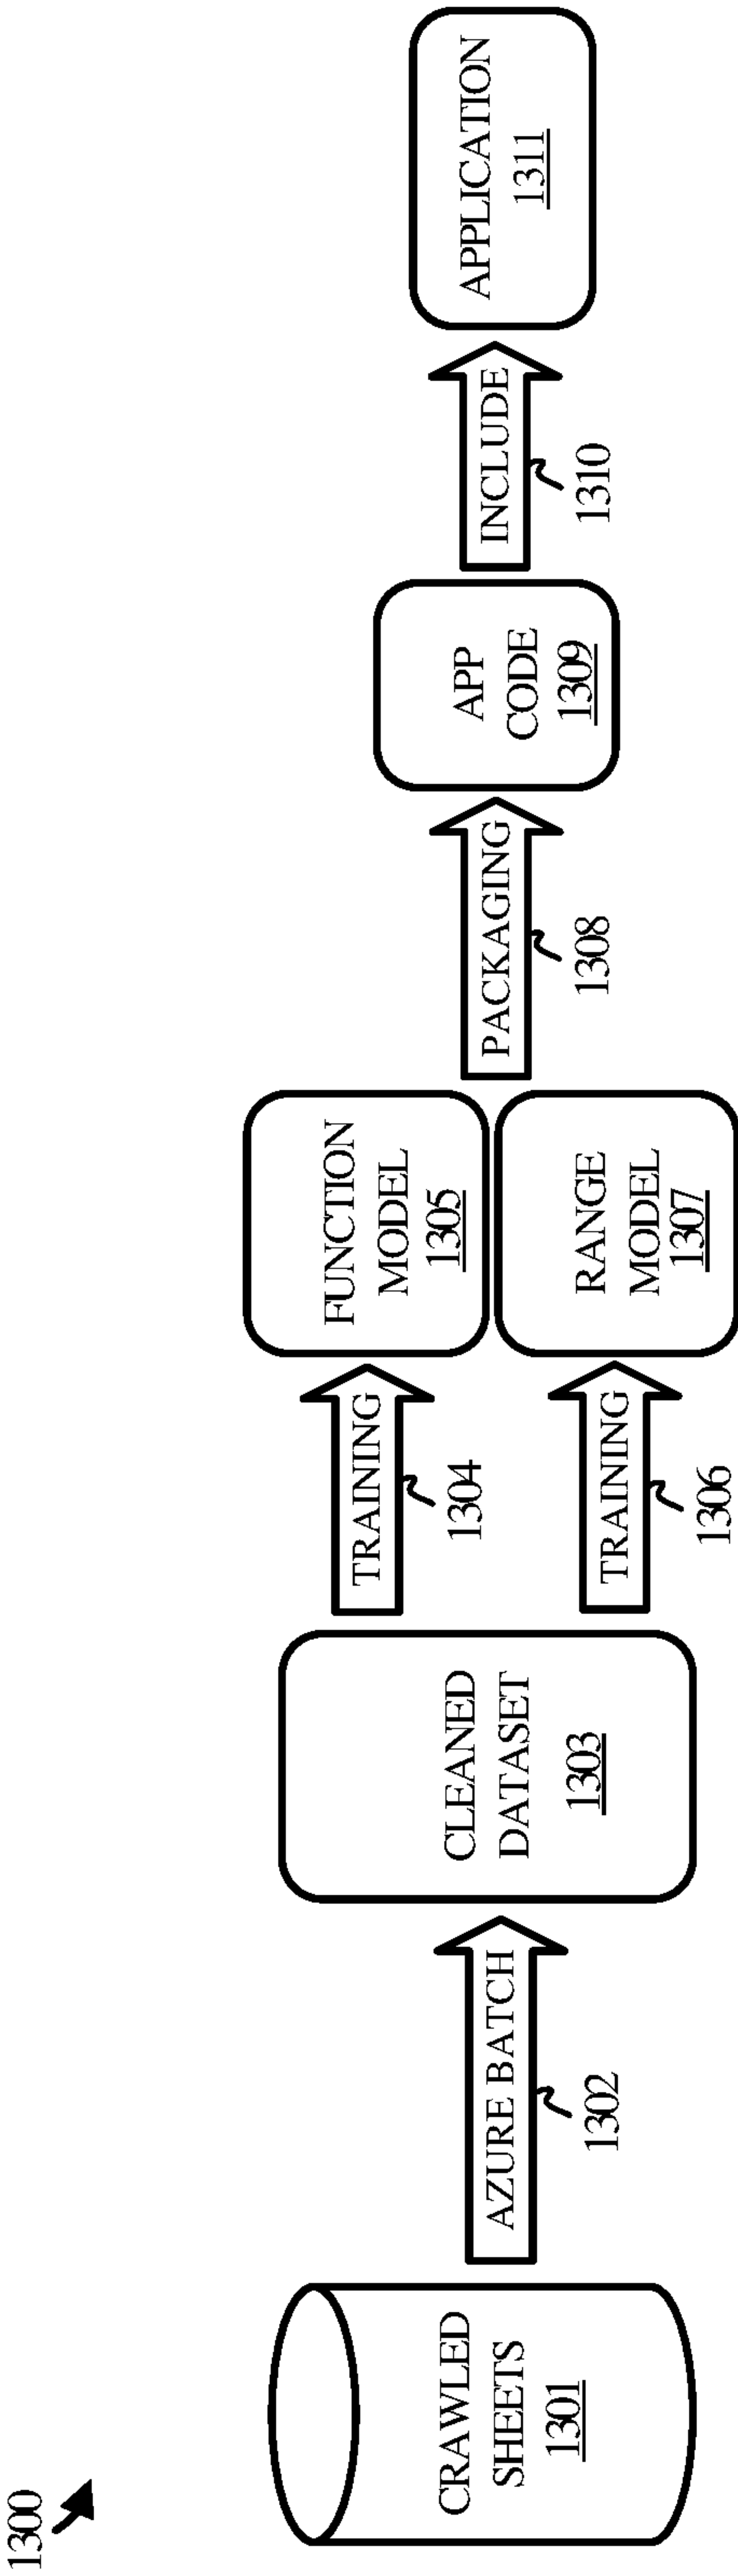 1300
CRAWLED
SHEETS
1301
AZURE BATCH
1302
CLEANED
DATASET
1303
TRAINING
1304
FUNCTION
MODEL
1305
TRAINING
1306
RANGE
MODEL
1307
PACKAGING
1308
APP
CODE
1309
INCLUDE
1310
APPLICATION
1311